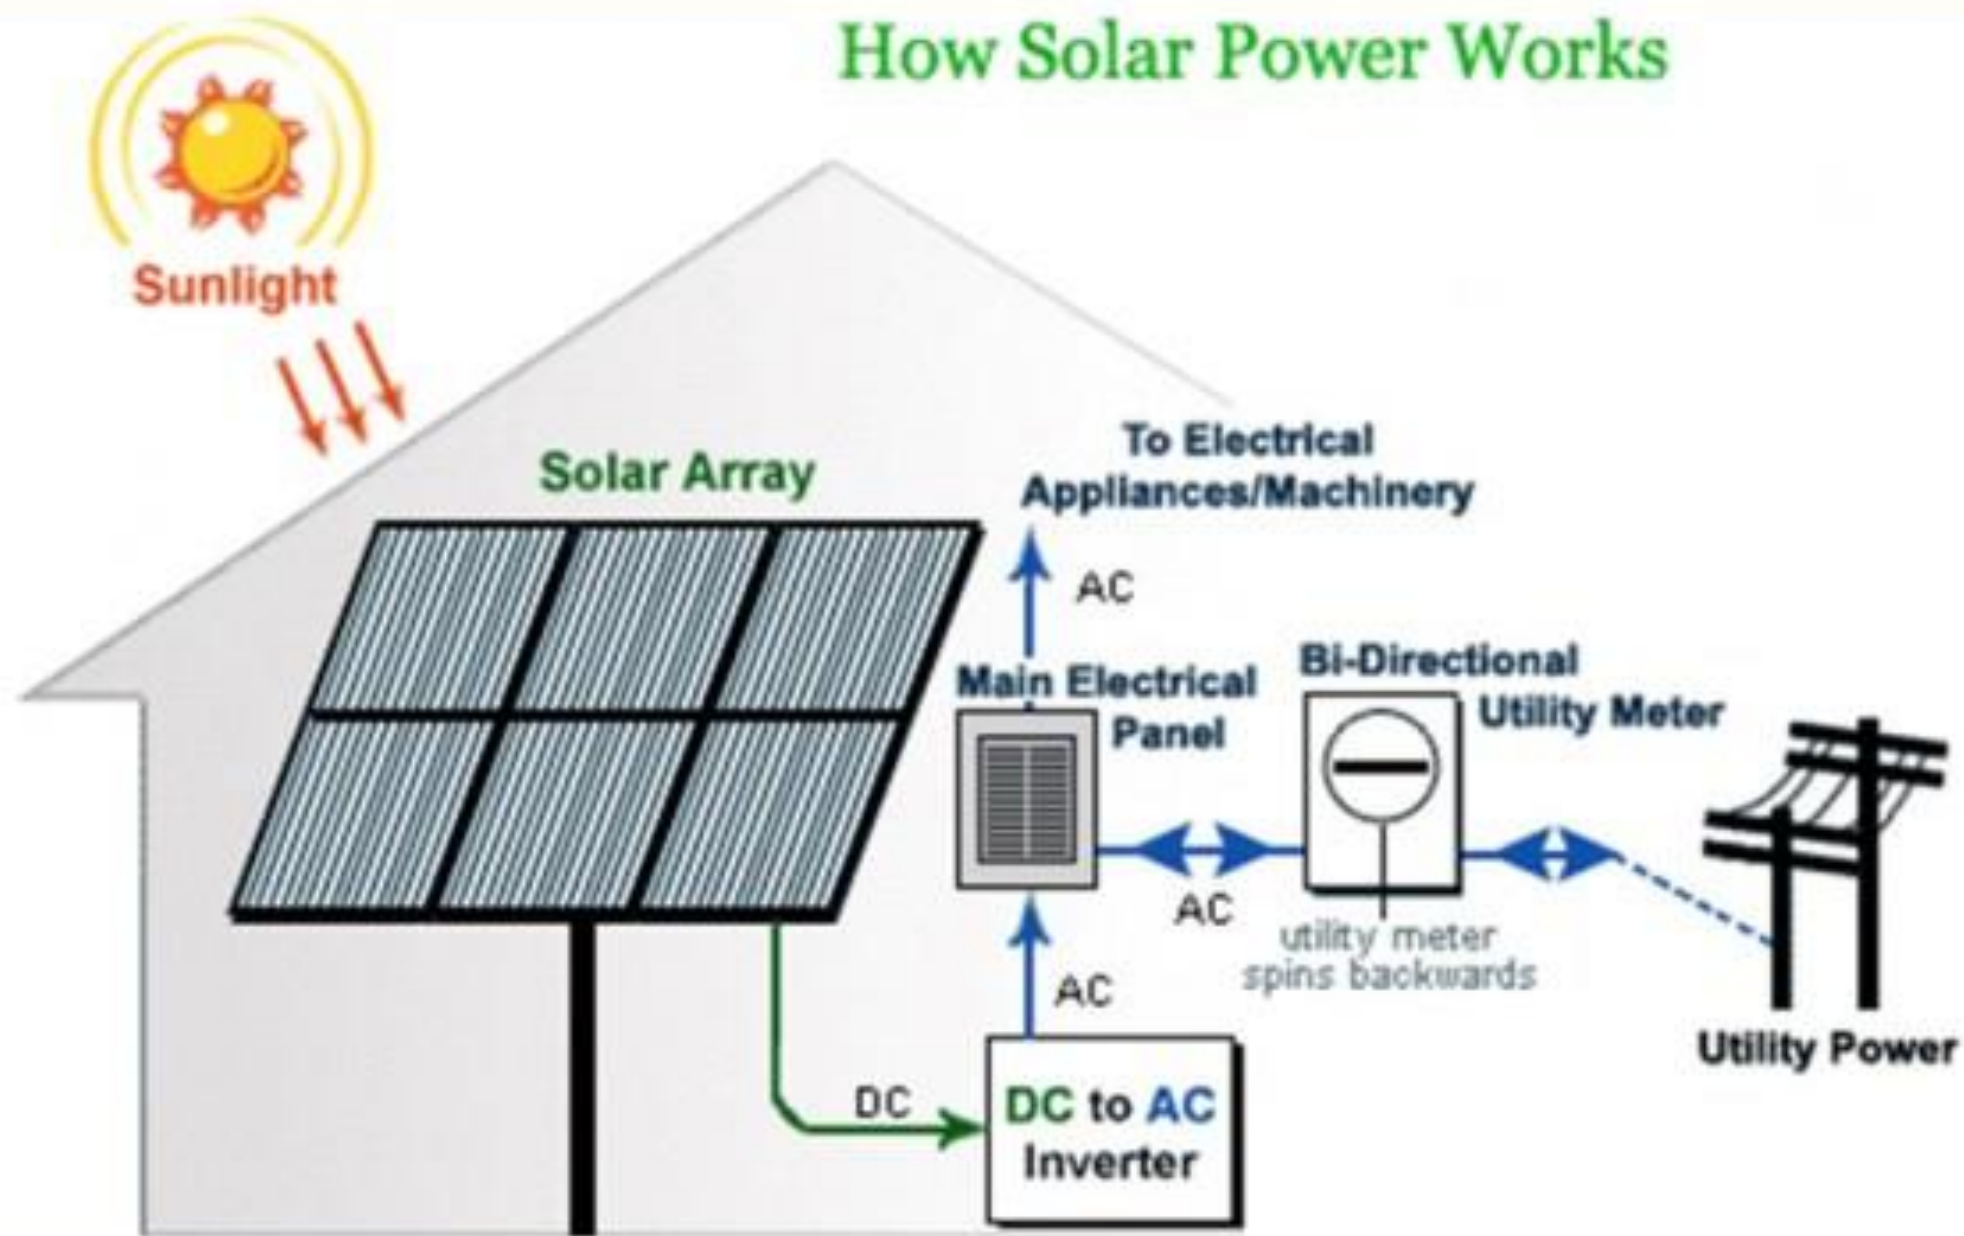 How Solar Power Works
Sunlight
Solar Array
To Electrical
Appliances/Machinery
AC
Main Electrical
Panel
Bi-Directional
Utility Meter
AC
utility meter
spins backwards
AC
Utility Power
DC
DC to AC
Inverter